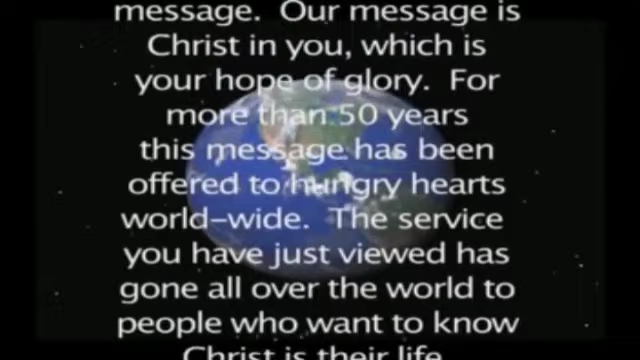 message.  Our message is
Christ in you, which is
your hope of glory.  For
more than 50 years
this message has been
offered to hungry hearts
world-wide.  The service
you have just viewed has
gone all over the world to
people who want to know
Christ is their life